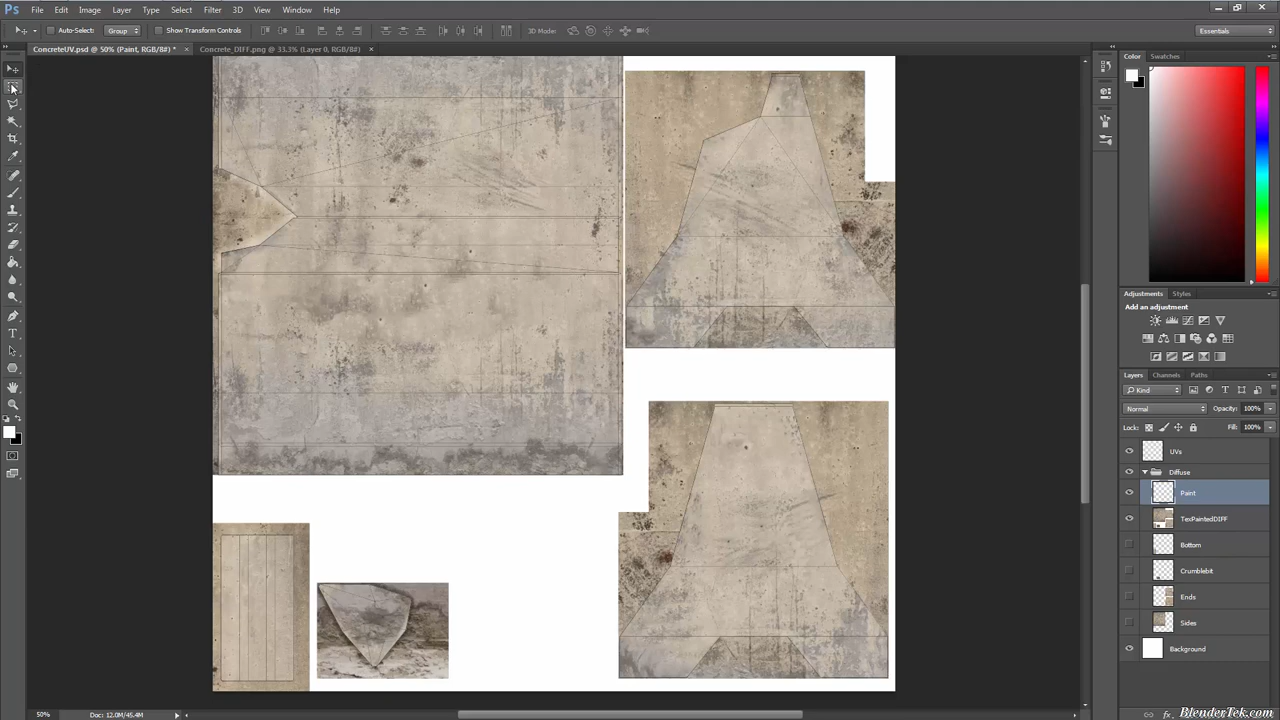 Ps File Edit Image Layer Type Select Filter 3D View Window Help
Auto-Select: Group Show Transform Controls 3D Mode: Essentials
ConcreteUV.psd @ 50% (Paint, RGB/8#) * × Concrete_DIFF.png @ 33.3% (Layer 0, RGB/8#) ×
Color Swatches
Adjustments Styles
Add an adjustment
Layers Channels Paths
Kind
Normal Opacity: 100%
Lock: Fill: 100%
UVs
Diffuse
Paint
TexPaintedDIFF
Bottom
Crumblebit
Ends
Sides
Background
50% Doc: 12.0M/45.4M
fx
BlenderTek.com